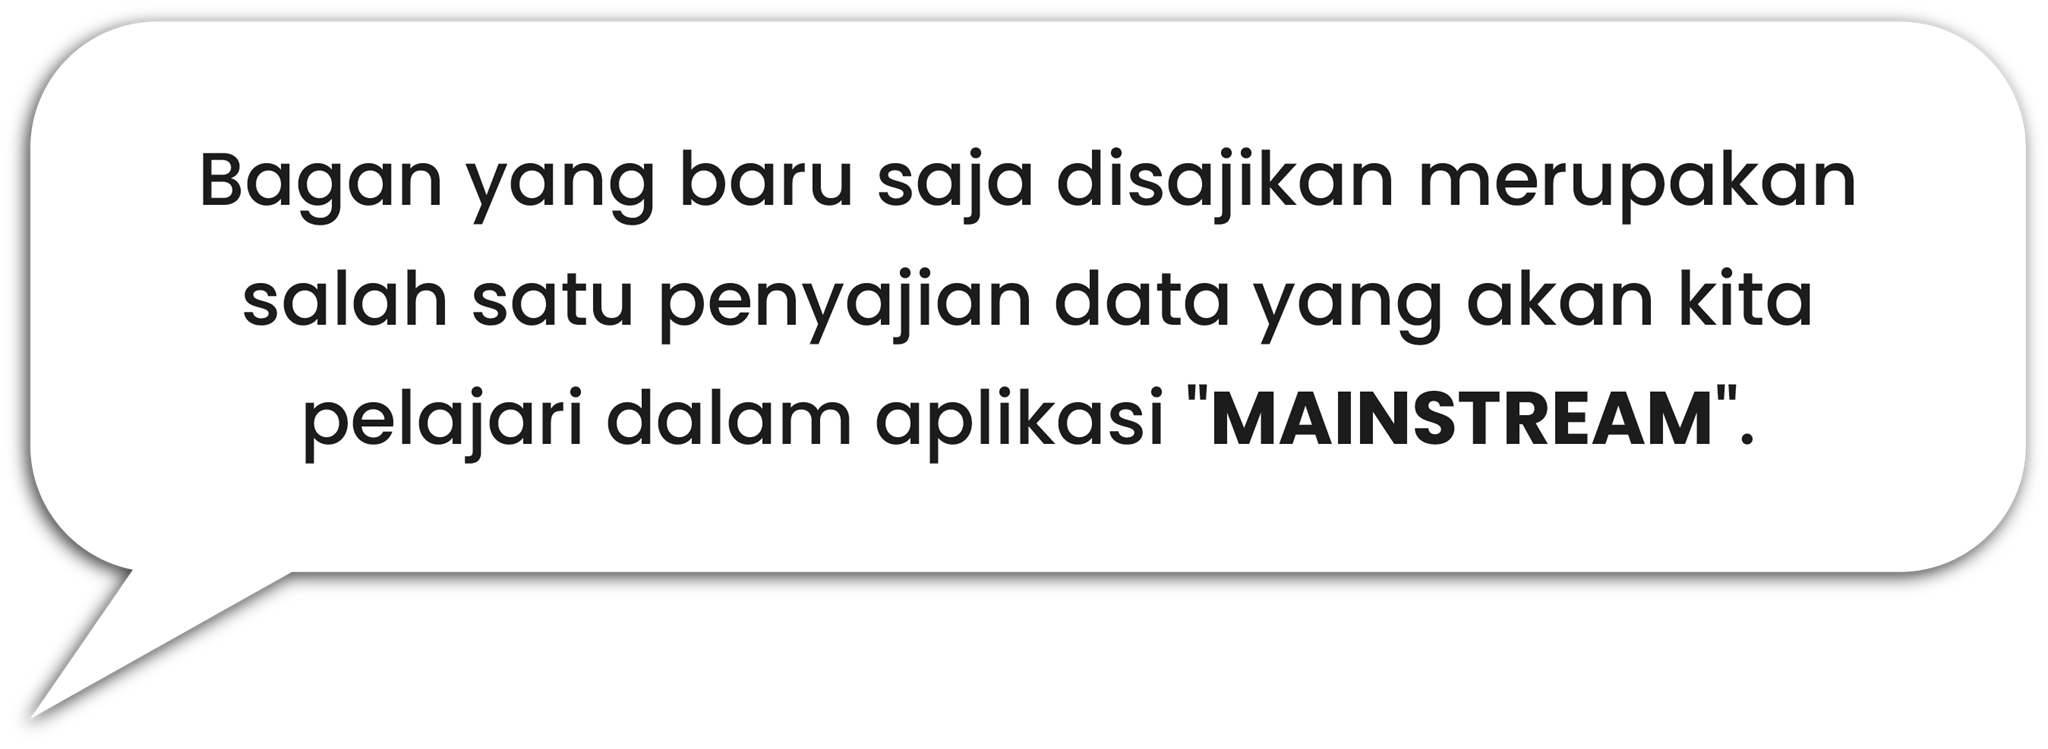 Bagan yang baru saja disajikan merupakan
salah satu penyajian data yang akan kita
pelajari dalam aplikasi "MAINSTREAM".